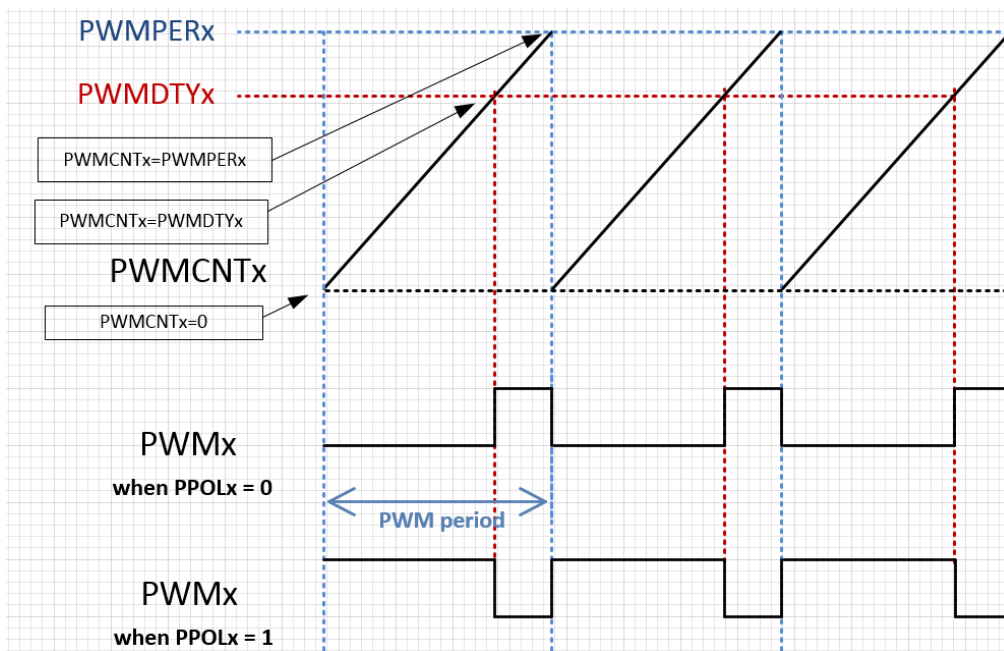 PWMPERx
PWMDTYx
PWMCNTx=PWMPERx
PWMCNTx=PWMDTYx
PWMCNTx
PWMCNTx=0
PWMx
when PPOLx = 0
PWM period
PWMx
when PPOLx = 1